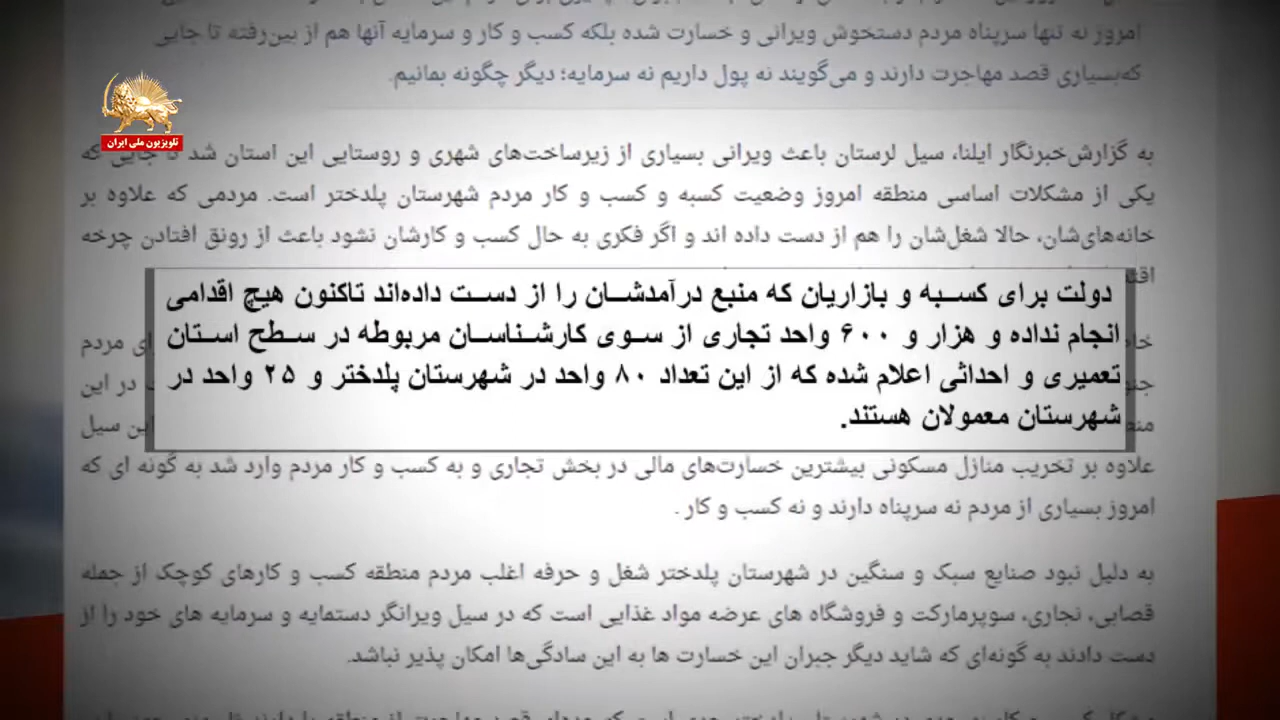 امروز نه تنها سرپناه مردم دستخوش ویرانی و خسارت شده بلکه کسب و کار و سرمایه آنها هم از بین‌رفته تا جایی
که‌بسیاری قصد مهاجرت دارند و می‌گویند نه پول داریم نه سرمایه؛ دیگر چگونه بمانیم.
تلویزیون ملی ایران
به گزارش‌خبرنگار ایلنا، سیل لرستان باعث ویرانی بسیاری از زیرساخت‌های شهری و روستایی این استان شد تا جایی که
یکی از مشکلات اساسی منطقه امروز وضعیت کسبه و کسب و کار مردم شهرستان پلدختر است. مردمی که علاوه بر
خانه‌های‌شان، حالا شغل‌شان را هم از دست داده اند و اگر فکری به حال کسب و کارشان نشود باعث از رونق افتادن چرخه
دولت برای کسبه و بازاریان که منبع درآمدشان را از دست داده‌اند تاکنون هیچ اقدامی
انجام نداده و هزار و ۶۰۰ واحد تجاری از سوی کارشناسان مربوطه در سطح استان
تعمیری و احداثی اعلام شده که از این تعداد ۸۰ واحد در شهرستان پلدختر و ۲۵ واحد در
شهرستان معمولان هستند.
مردم
در این
این سیل
علاوه بر تخریب منازل مسکونی بیشترین خسارت‌های مالی در بخش تجاری و به کسب و کار مردم وارد شد به گونه ای که
امروز بسیاری از مردم نه سرپناه دارند و نه کسب و کار .
به دلیل نبود صنایع سبک و سنگین در شهرستان پلدختر شغل و حرفه اغلب مردم منطقه کسب و کارهای کوچک از جمله
قصابی، نجاری، سوپرمارکت و فروشگاه های عرضه مواد غذایی است که در سیل ویرانگر دستمایه و سرمایه های خود را از
دست دادند به گونه‌ای که شاید دیگر جبران این خسارت ها به این سادگی‌ها امکان پذیر نباشد.